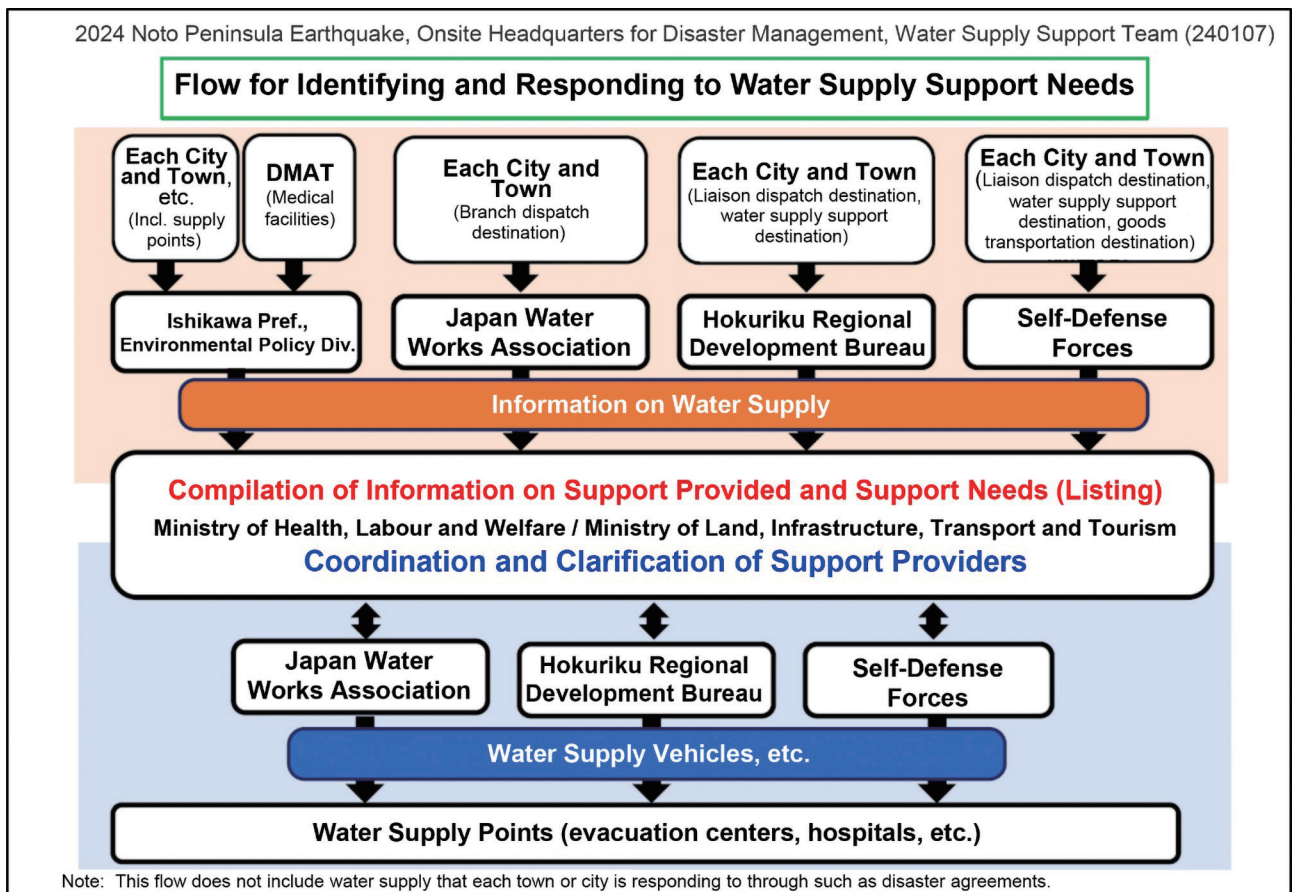 2024 Noto Peninsula Earthquake, Onsite Headquarters for Disaster Management, Water Supply Support Team (240107)
Flow for Identifying and Responding to Water Supply Support Needs
Each City
and Town,
etc.
(Incl. supply
points)
DMAT
(Medical
facilities)
Each City and
Town
(Branch dispatch
destination)
Each City and Town
(Liaison dispatch destination,
water supply support
destination)
Each City and Town
(Liaison dispatch destination,
water supply support
destination, goods
transportation destination)
Ishikawa Pref.,
Environmental Policy Div.
Japan Water
Works Association
Hokuriku Regional
Development Bureau
Self-Defense
Forces
Information on Water Supply
Compilation of Information on Support Provided and Support Needs (Listing)
Ministry of Health, Labour and Welfare / Ministry of Land, Infrastructure, Transport and Tourism
Coordination and Clarification of Support Providers
Japan Water
Works Association
Hokuriku Regional
Development Bureau
Self-Defense
Forces
Water Supply Vehicles, etc.
Water Supply Points (evacuation centers, hospitals, etc.)
Note: This flow does not include water supply that each town or city is responding to through such as disaster agreements.